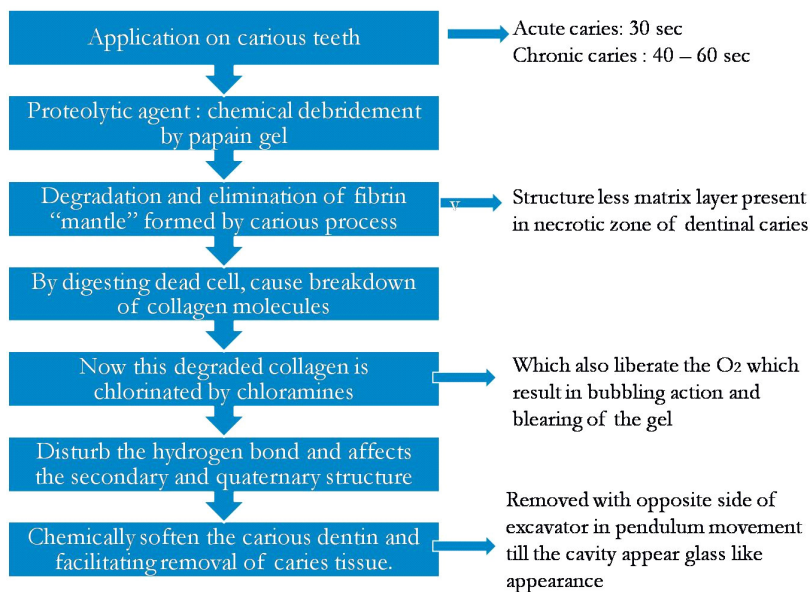 Application on carious teeth
Acute caries: 30 sec
Chronic caries : 40 – 60 sec
Proteolytic agent : chemical debridement
by papain gel
Degradation and elimination of fibrin
“mantle” formed by carious process
v
Structure less matrix layer present
in necrotic zone of dentinal caries
By digesting dead cell, cause breakdown
of collagen molecules
Now this degraded collagen is
chlorinated by chloramines
Which also liberate the O2 which
result in bubbling action and
blearing of the gel
Disturb the hydrogen bond and affects
the secondary and quaternary structure
Chemically soften the carious dentin and
facilitating removal of caries tissue.
Removed with opposite side of
excavator in pendulum movement
till the cavity appear glass like
appearance